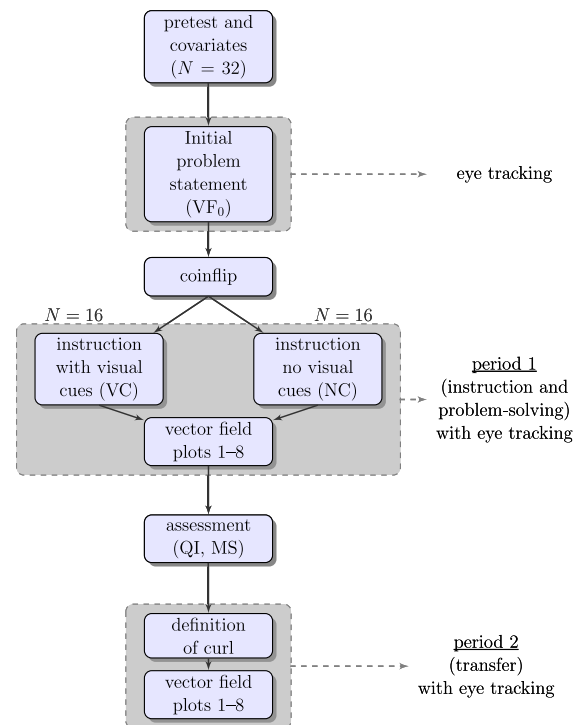 pretest and
covariates
(N = 32)
Initial
problem
statement
(VF₀)
eye tracking
coinflip
N = 16
N = 16
instruction
with visual
cues (VC)
instruction
no visual
cues (NC)
period 1
(instruction and
problem-solving)
with eye tracking
vector field
plots 1–8
assessment
(QI, MS)
definition
of curl
vector field
plots 1–8
period 2
(transfer)
with eye tracking